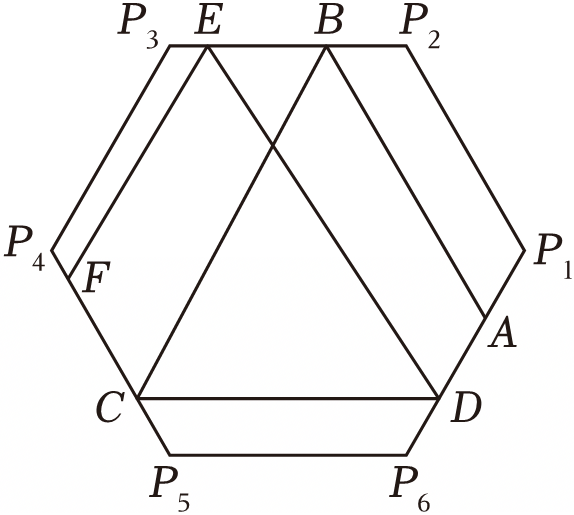 P₃ E B P₂
P₄ P₁
F
A
C D
P₅ P₆